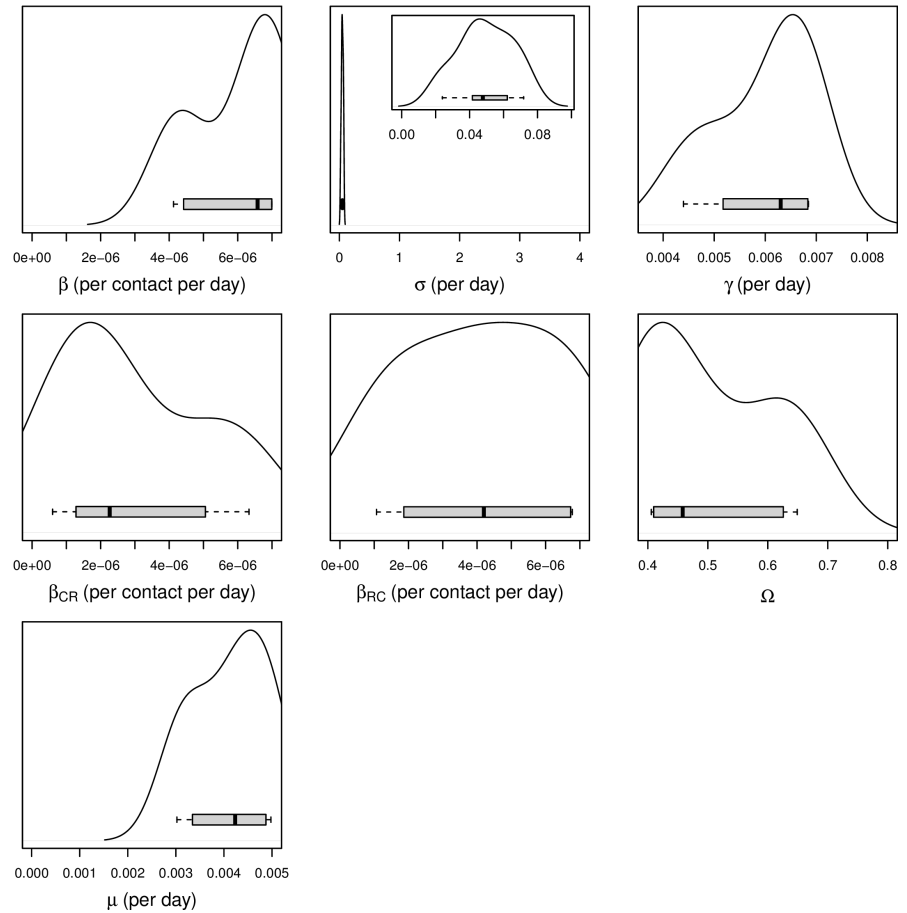 0.00 0.04 0.08
0e+00 2e−06 4e−06 6e−06
β (per contact per day)
0 1 2 3 4
σ (per day)
0.004 0.005 0.006 0.007 0.008
γ (per day)
0e+00 2e−06 4e−06 6e−06
βCR (per contact per day)
0e+00 2e−06 4e−06 6e−06
βRC (per contact per day)
0.4 0.5 0.6 0.7 0.8
Ω
0.000 0.001 0.002 0.003 0.004 0.005
μ (per day)